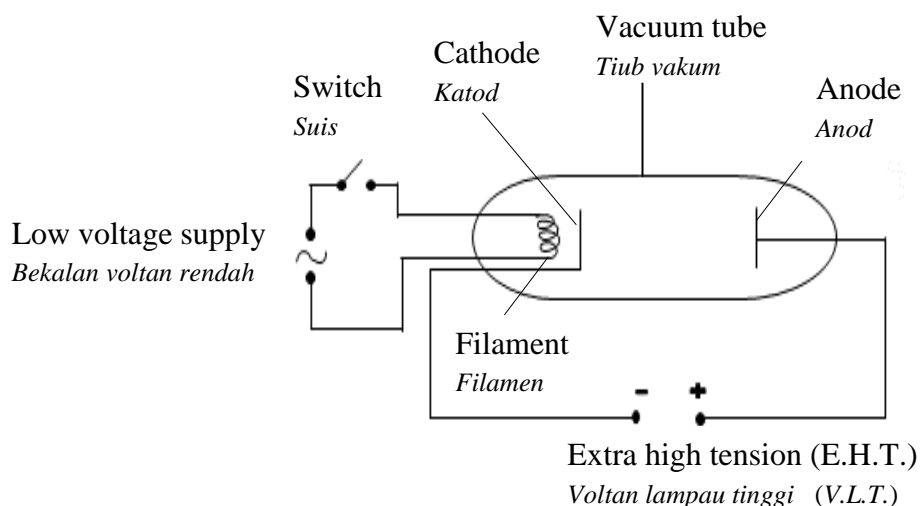 Vacuum tube
Tiub vakum
Cathode
Katod
Switch
Suis
Anode
Anod
Low voltage supply
Bekalan voltan rendah
Filament
Filamen
- +
Extra high tension (E.H.T.)
Voltan lampau tinggi (V.L.T.)